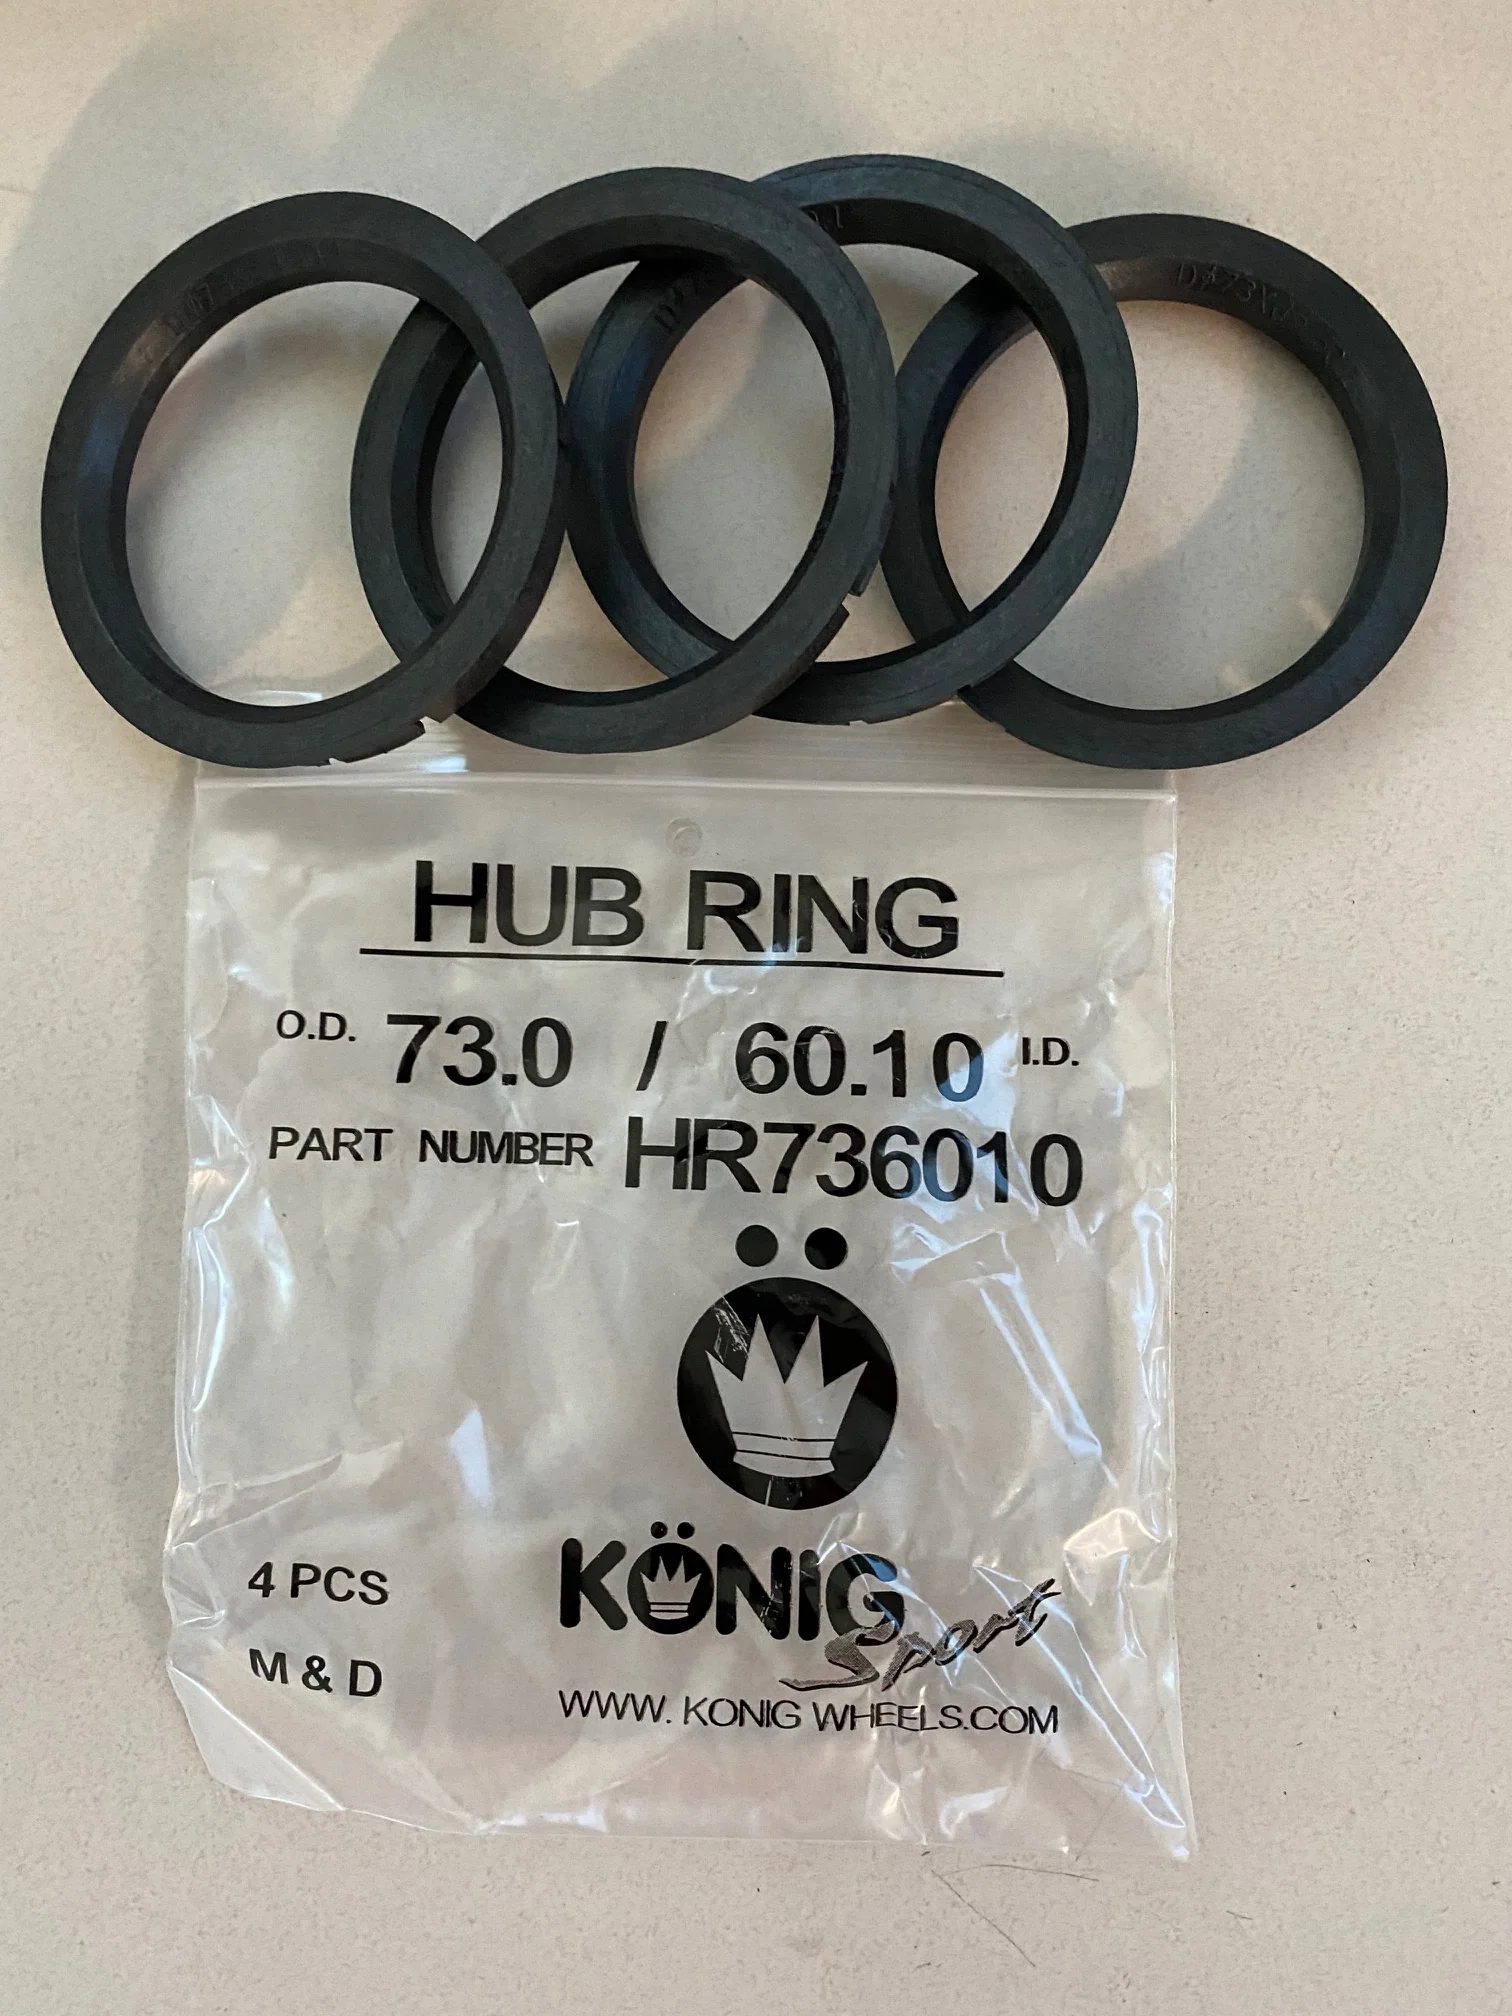 HUB RING
O.D. 73.0 / 60.10 I.D.
PART NUMBER HR736010
KÖNIG
Sport
4 PCS
M & D
WWW. KONIG WHEELS.COM